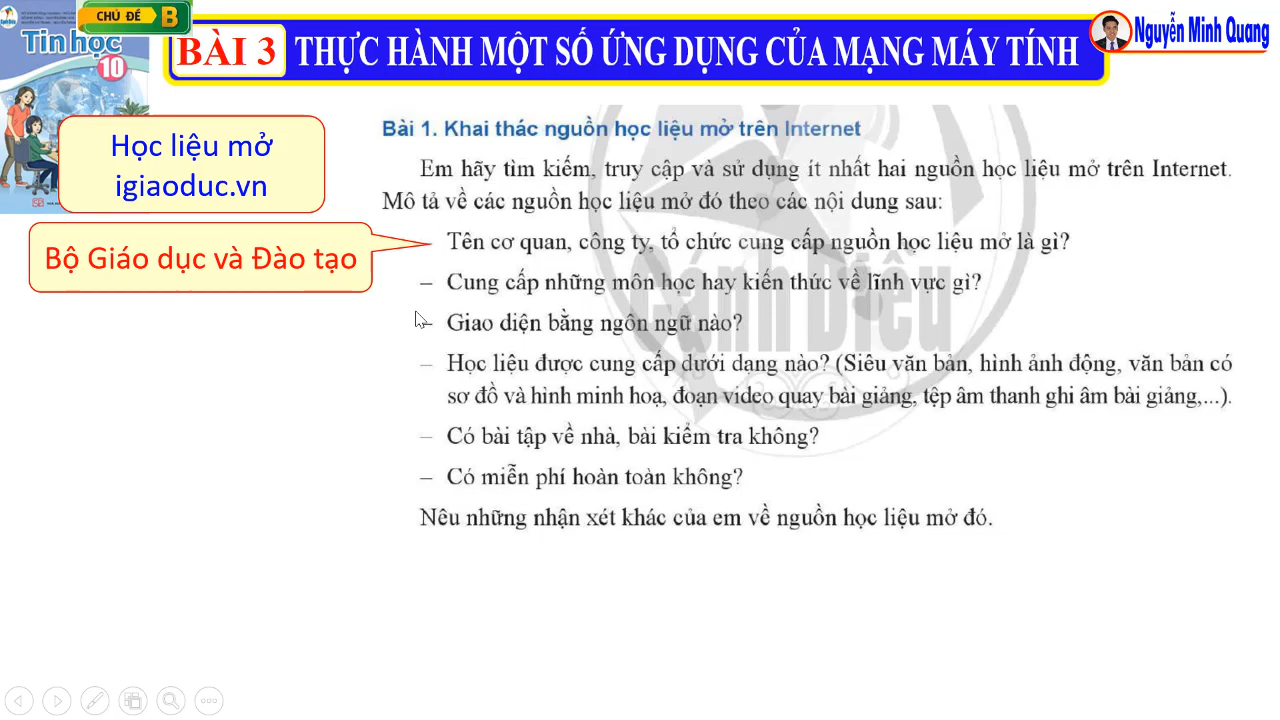 CHỦ ĐỀ B
Cánh Diều
Tin học
10
BÀI 3 THỰC HÀNH MỘT SỐ ỨNG DỤNG CỦA MẠNG MÁY TÍNH
Nguyễn Minh Quang
Học liệu mở
igiaoduc.vn
Bộ Giáo dục và Đào tạo
Bài 1. Khai thác nguồn học liệu mở trên Internet
Em hãy tìm kiếm, truy cập và sử dụng ít nhất hai nguồn học liệu mở trên Internet.
Mô tả về các nguồn học liệu mở đó theo các nội dung sau:
Tên cơ quan, công ty, tổ chức cung cấp nguồn học liệu mở là gì?
– Cung cấp những môn học hay kiến thức về lĩnh vực gì?
– Giao diện bằng ngôn ngữ nào?
– Học liệu được cung cấp dưới dạng nào? (Siêu văn bản, hình ảnh động, văn bản có
sơ đồ và hình minh hoạ, đoạn video quay bài giảng, tệp âm thanh ghi âm bài giảng,...).
– Có bài tập về nhà, bài kiểm tra không?
– Có miễn phí hoàn toàn không?
Nêu những nhận xét khác của em về nguồn học liệu mở đó.
Cánh Diều